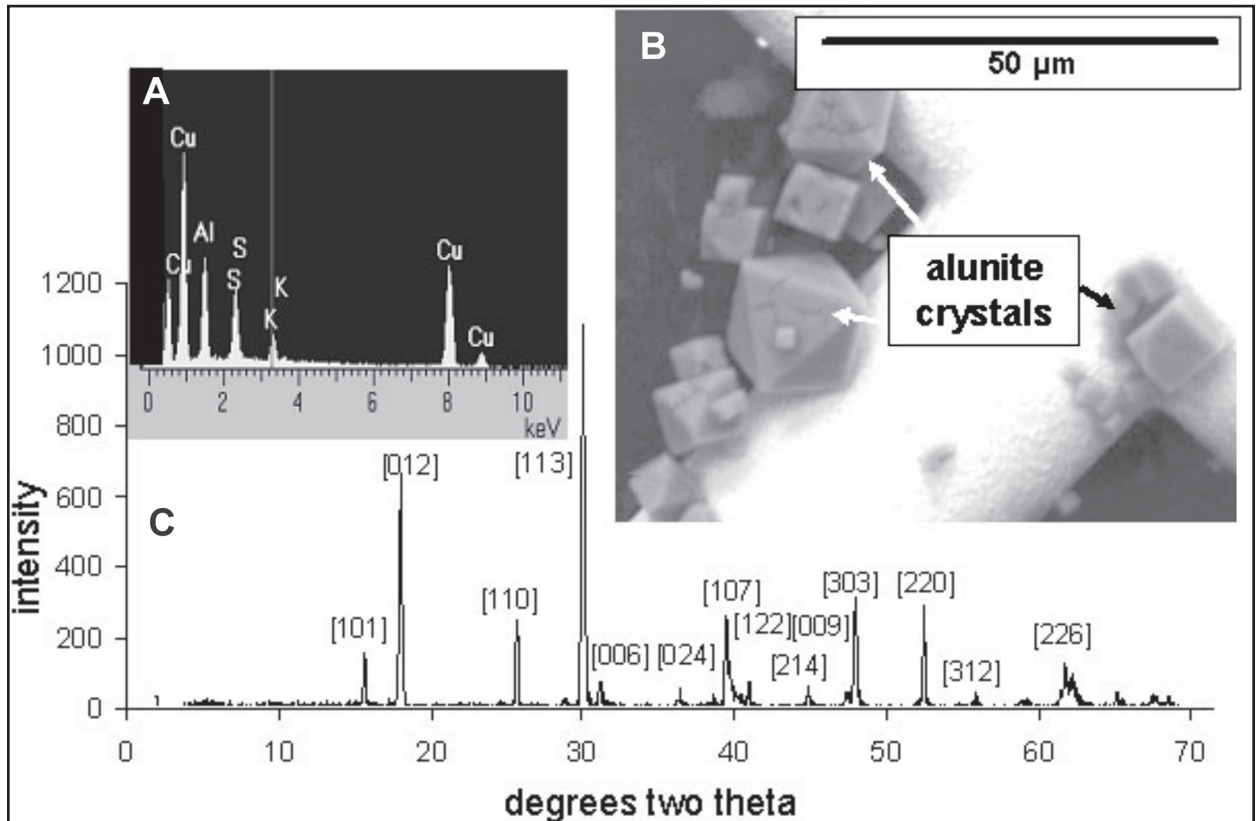 A
Cu
Al
S
Cu
S
K
K
Cu
Cu
0 2 4 6 8 10
keV
B
50 µm
alunite
crystals
C
intensity
1200
1000
800
600
400
200
0
[101]
[012]
[110]
[113]
[006]
[024]
[107]
[122]
[009]
[214]
[303]
[220]
[312]
[226]
0 10 20 30 40 50 60 70
degrees two theta